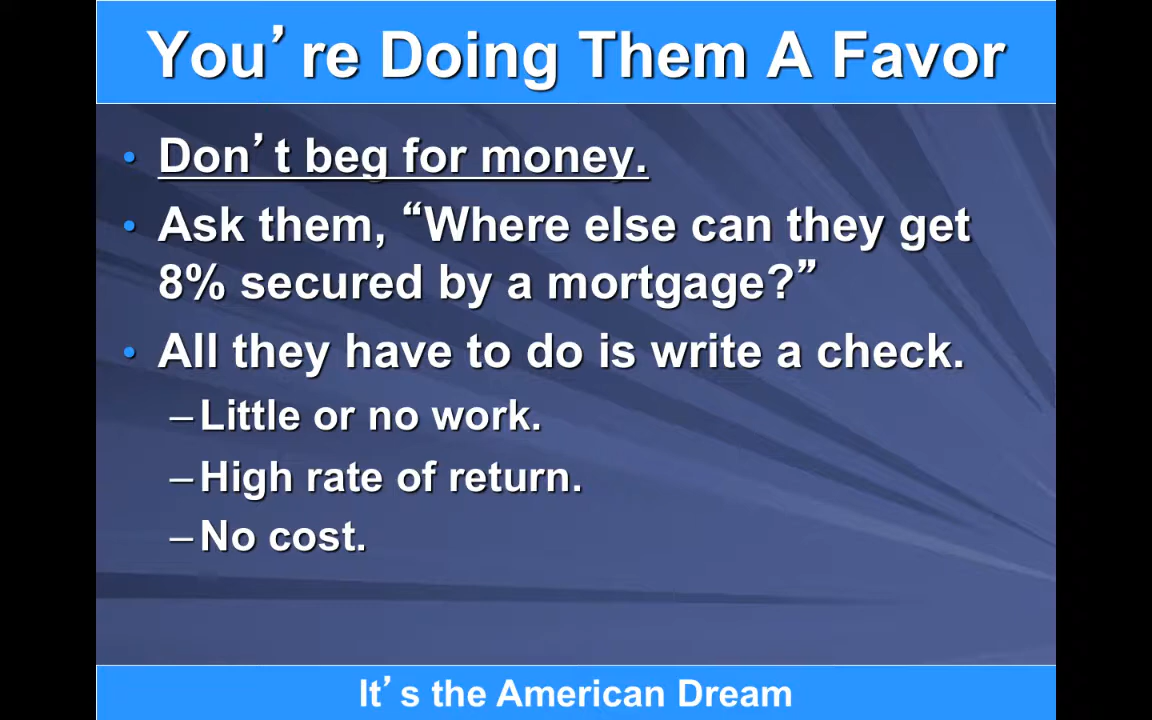 You’re Doing Them A Favor
• Don’t beg for money.
• Ask them, “Where else can they get
8% secured by a mortgage?”
• All they have to do is write a check.
–Little or no work.
–High rate of return.
–No cost.
It’s the American Dream